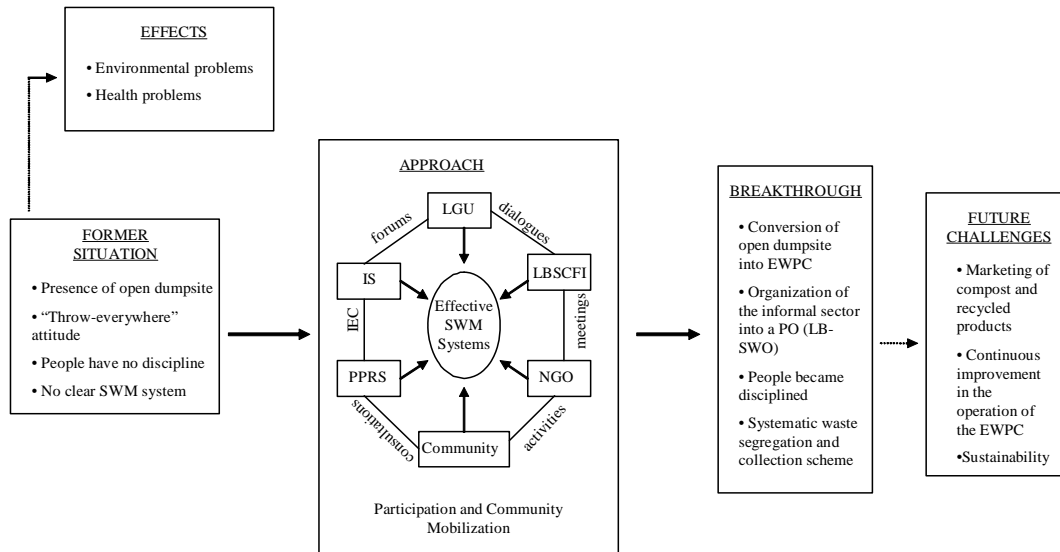 EFFECTS
• Environmental problems
• Health problems
FORMER
SITUATION
• Presence of open dumpsite
• “Throw-everywhere”
attitude
• People have no discipline
• No clear SWM system
APPROACH
LGU
forums
dialogues
IS
LBSCFI
Effective
SWM
Systems
IEC
meetings
PPRS
NGO
consultations
activities
Community
Participation and Community
Mobilization
BREAKTHROUGH
• Conversion of
open dumpsite
into EWPC
• Organization of
the informal sector
into a PO (LB-
SWO)
• People became
disciplined
• Systematic waste
segregation and
collection scheme
FUTURE
CHALLENGES
• Marketing of
compost and
recycled
products
• Continuous
improvement
in the
operation of
the EWPC
•Sustainability